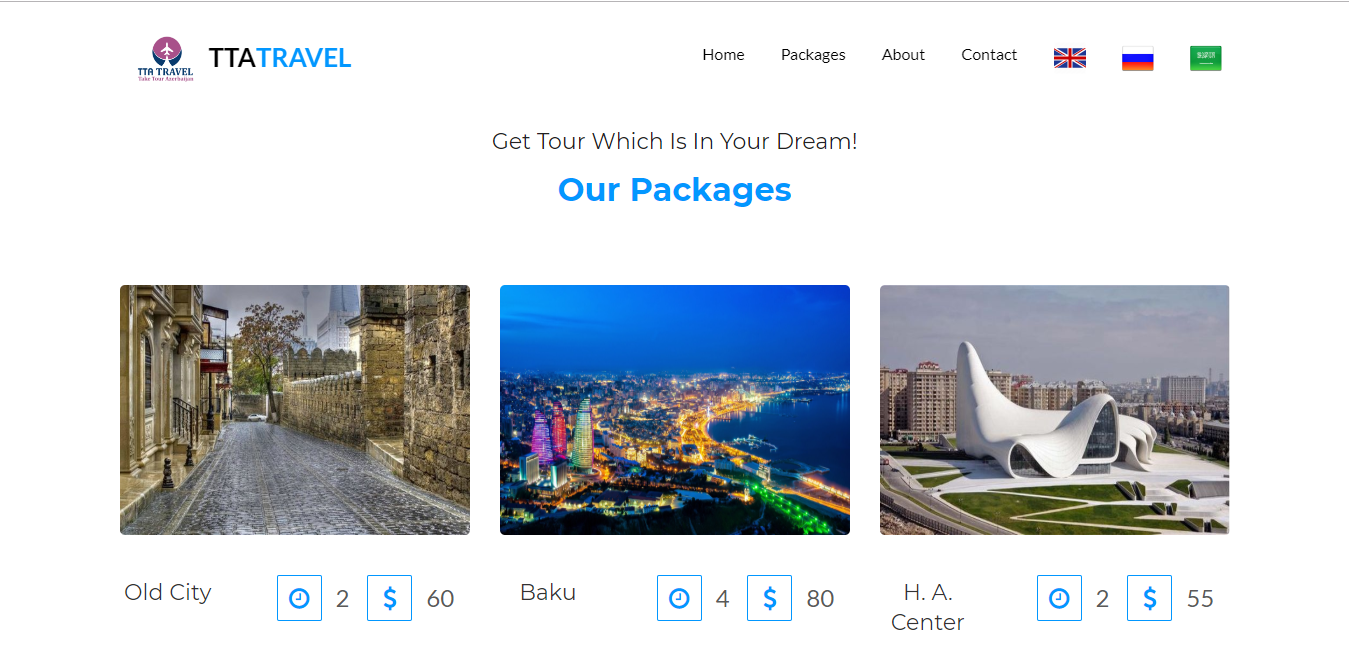 TTA TRAVEL
Take Tour Azerbaijan
TTATRAVEL
Home Packages About Contact
Get Tour Which Is In Your Dream!
Our Packages
Old City 2 $ 60
Baku 4 $ 80
H. A.
Center 2 $ 55